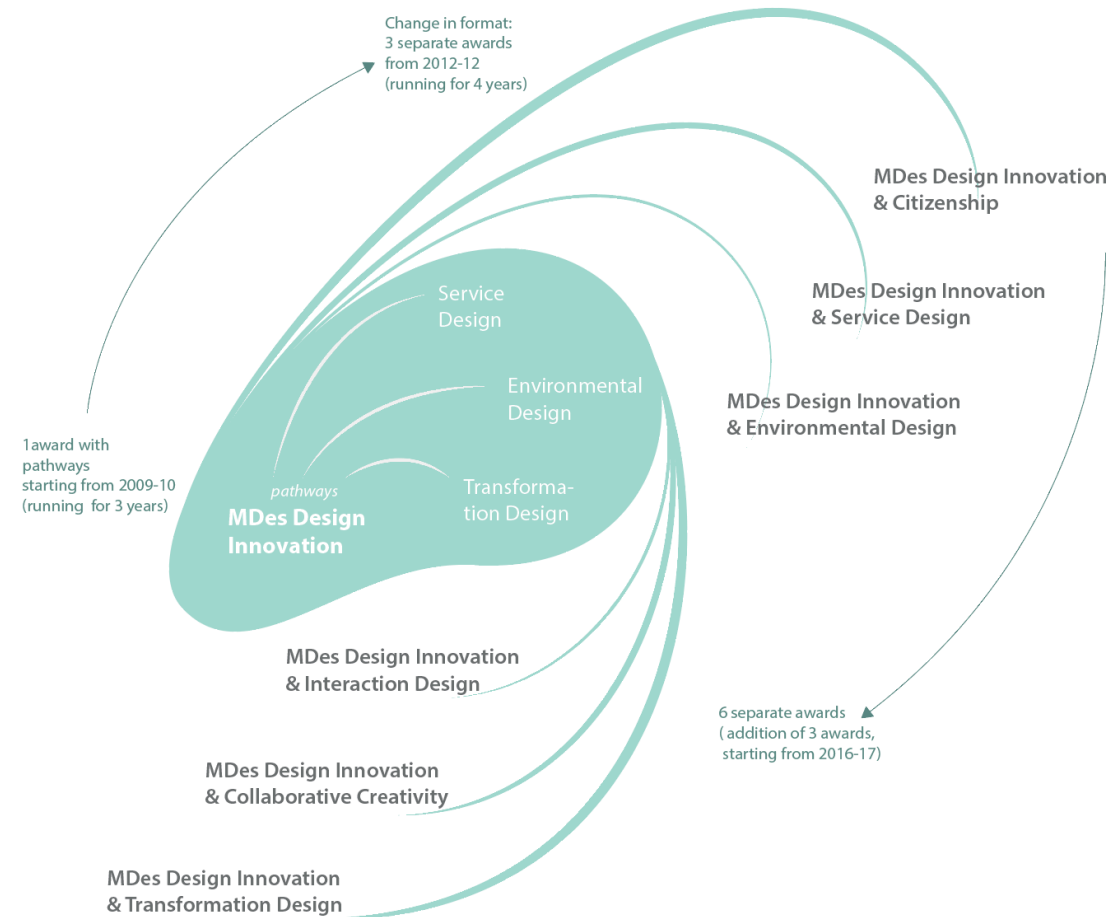 Change in format:
3 separate awards
from 2012-12
(running for 4 years)
MDes Design Innovation
& Citizenship
MDes Design Innovation
& Service Design
MDes Design Innovation
& Environmental Design
Service
Design
Environmental
Design
Transforma-
tion Design
pathways
MDes Design
Innovation
1award with
pathways
starting from 2009-10
(running  for 3 years)
MDes Design Innovation
& Interaction Design
MDes Design Innovation
& Collaborative Creativity
MDes Design Innovation
& Transformation Design
6 separate awards
( addition of 3 awards,
starting from 2016-17)